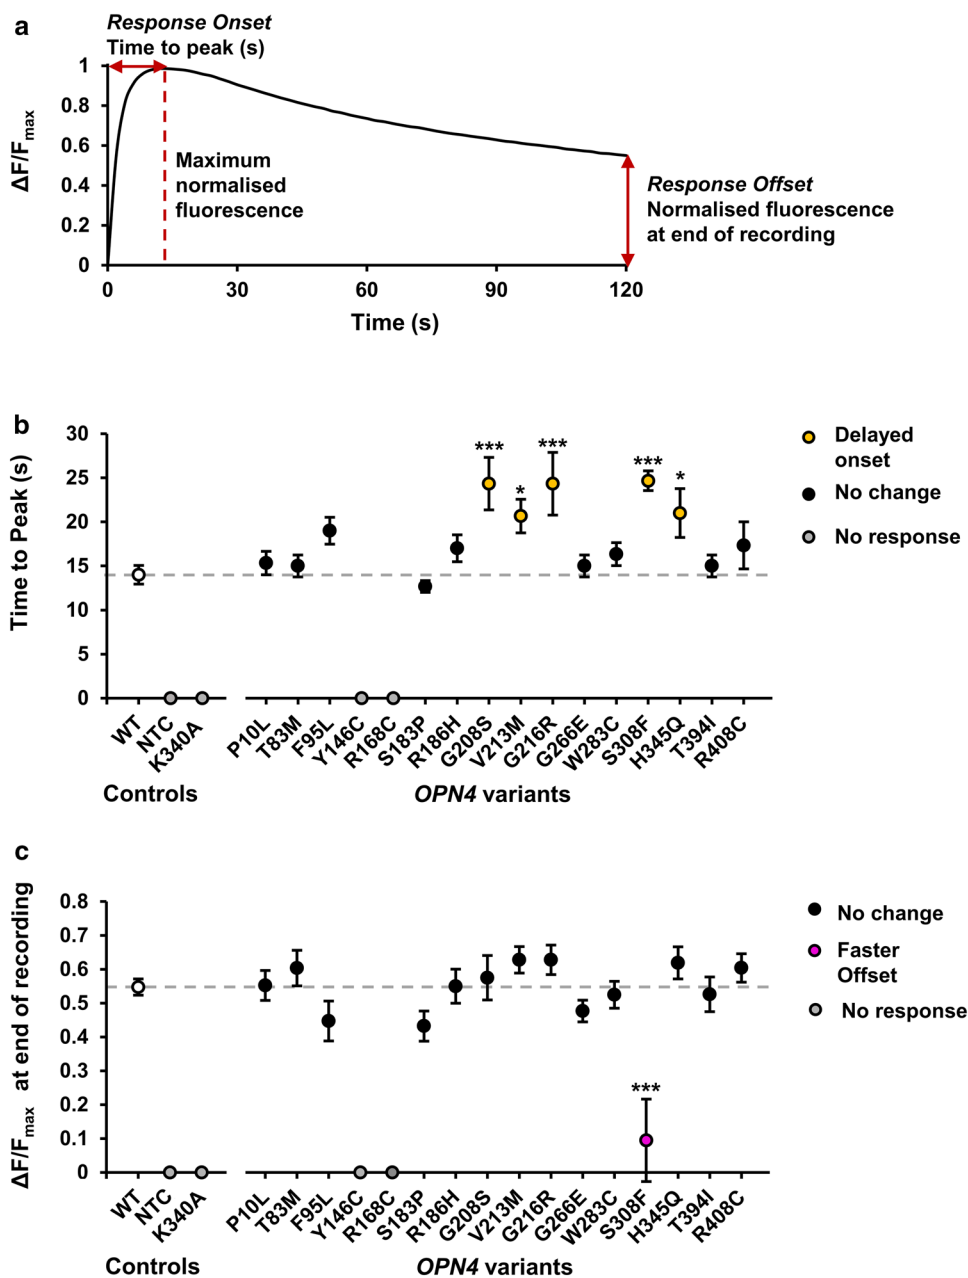 a
Response Onset
Time to peak (s)
1
0.8
0.6
0.4
0.2
0
ΔF/Fmax
Maximum
normalised
fluorescence
Response Offset
Normalised fluorescence
at end of recording
0 30 60 90 120
Time (s)
b
30
25
20
15
10
5
0
Time to Peak (s)
*** * *** *** *
Delayed
onset
No change
No response
WT NTC K340A P10L T83M F95L Y146C R168C S183P R186H G208S V213M G216R G266E W283C S308F H345Q T394I R408C
Controls OPN4 variants
c
0.8
0.7
0.6
0.5
0.4
0.3
0.2
0.1
0
ΔF/Fmax at end of recording
***
No change
Faster
Offset
No response
WT NTC K340A P10L T83M F95L Y146C R168C S183P R186H G208S V213M G216R G266E W283C S308F H345Q T394I R408C
Controls OPN4 variants